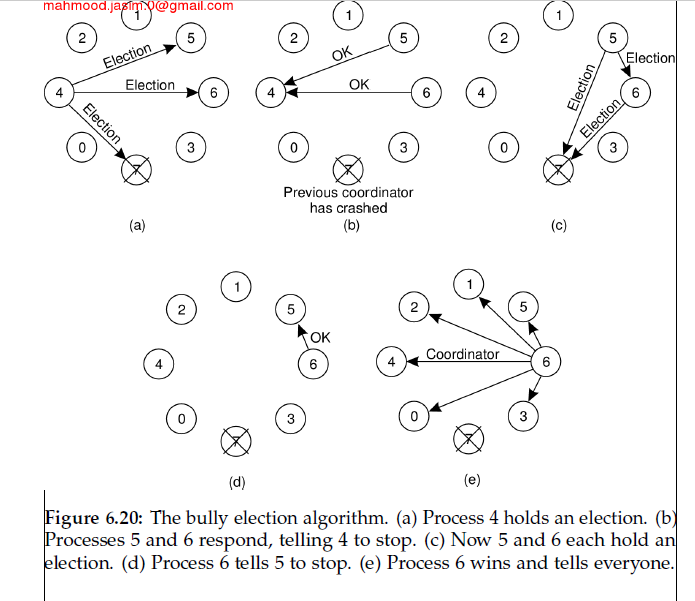 mahmood.jasim.0@gmail.com
1
2
5
Election
4
Election
6
Election
0
3
7
(a)
1
2
5
OK
4
OK
6
0
3
7
Previous coordinator
has crashed
(b)
1
2
5
Election
4
Election
6
Election
0
3
7
(c)
1
2
5
OK
4
6
0
3
7
(d)
1
2
5
4
Coordinator
6
0
3
7
(e)
Figure 6.20: The bully election algorithm. (a) Process 4 holds an election. (b)
Processes 5 and 6 respond, telling 4 to stop. (c) Now 5 and 6 each hold an
election. (d) Process 6 tells 5 to stop. (e) Process 6 wins and tells everyone.